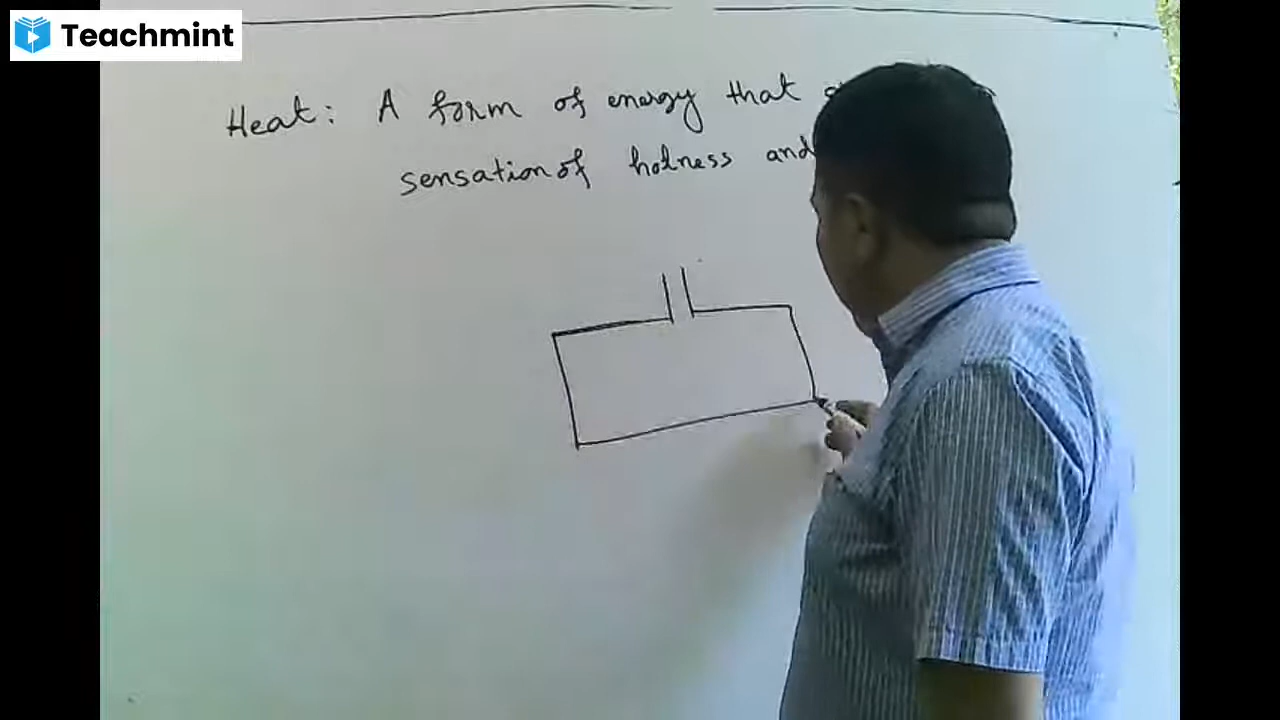 Teachmint
Heat: A form of energy that
sensation of hotness and